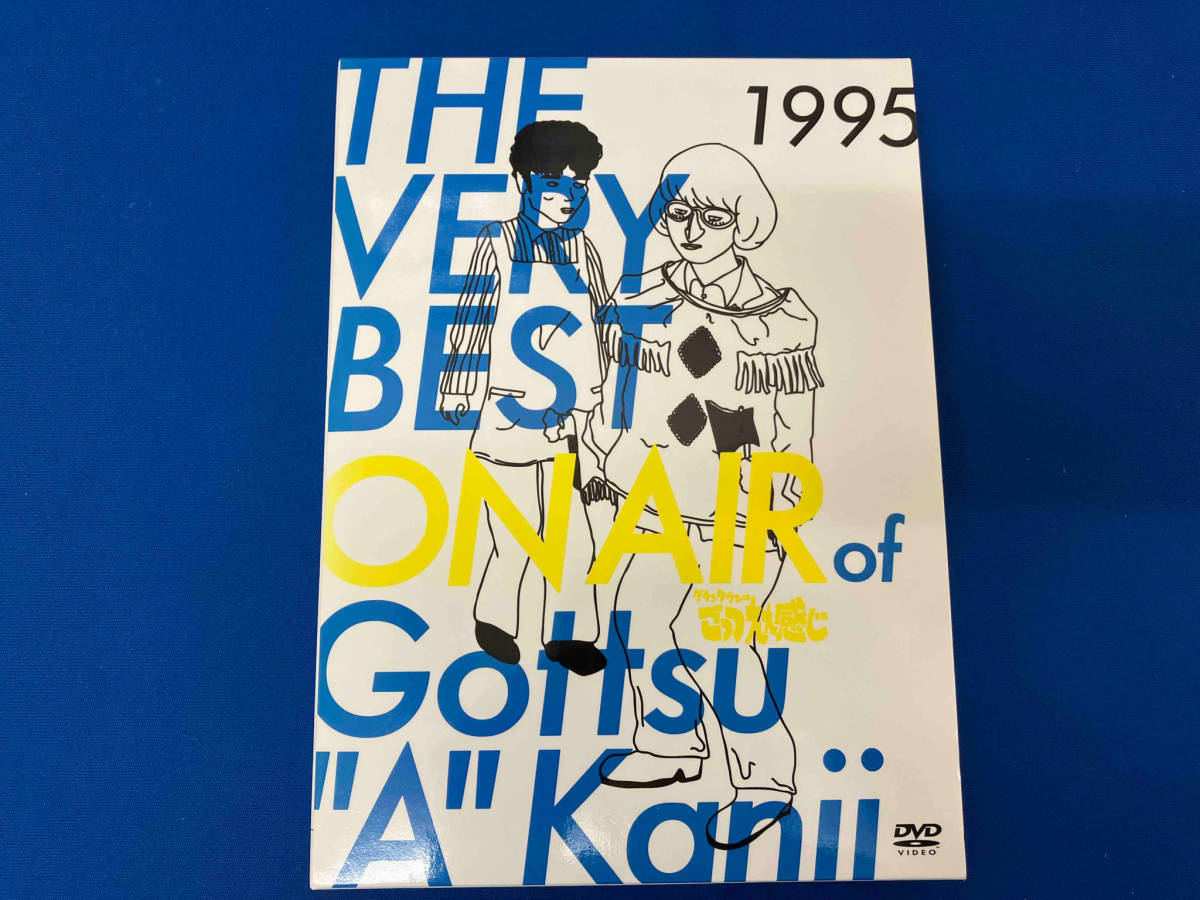 THE
1995
VERY
BEST
ON AIR of
ダウンタウンの
ごっつええ感じ
Gottsu
"A" Kanji
DVD
VIDEO